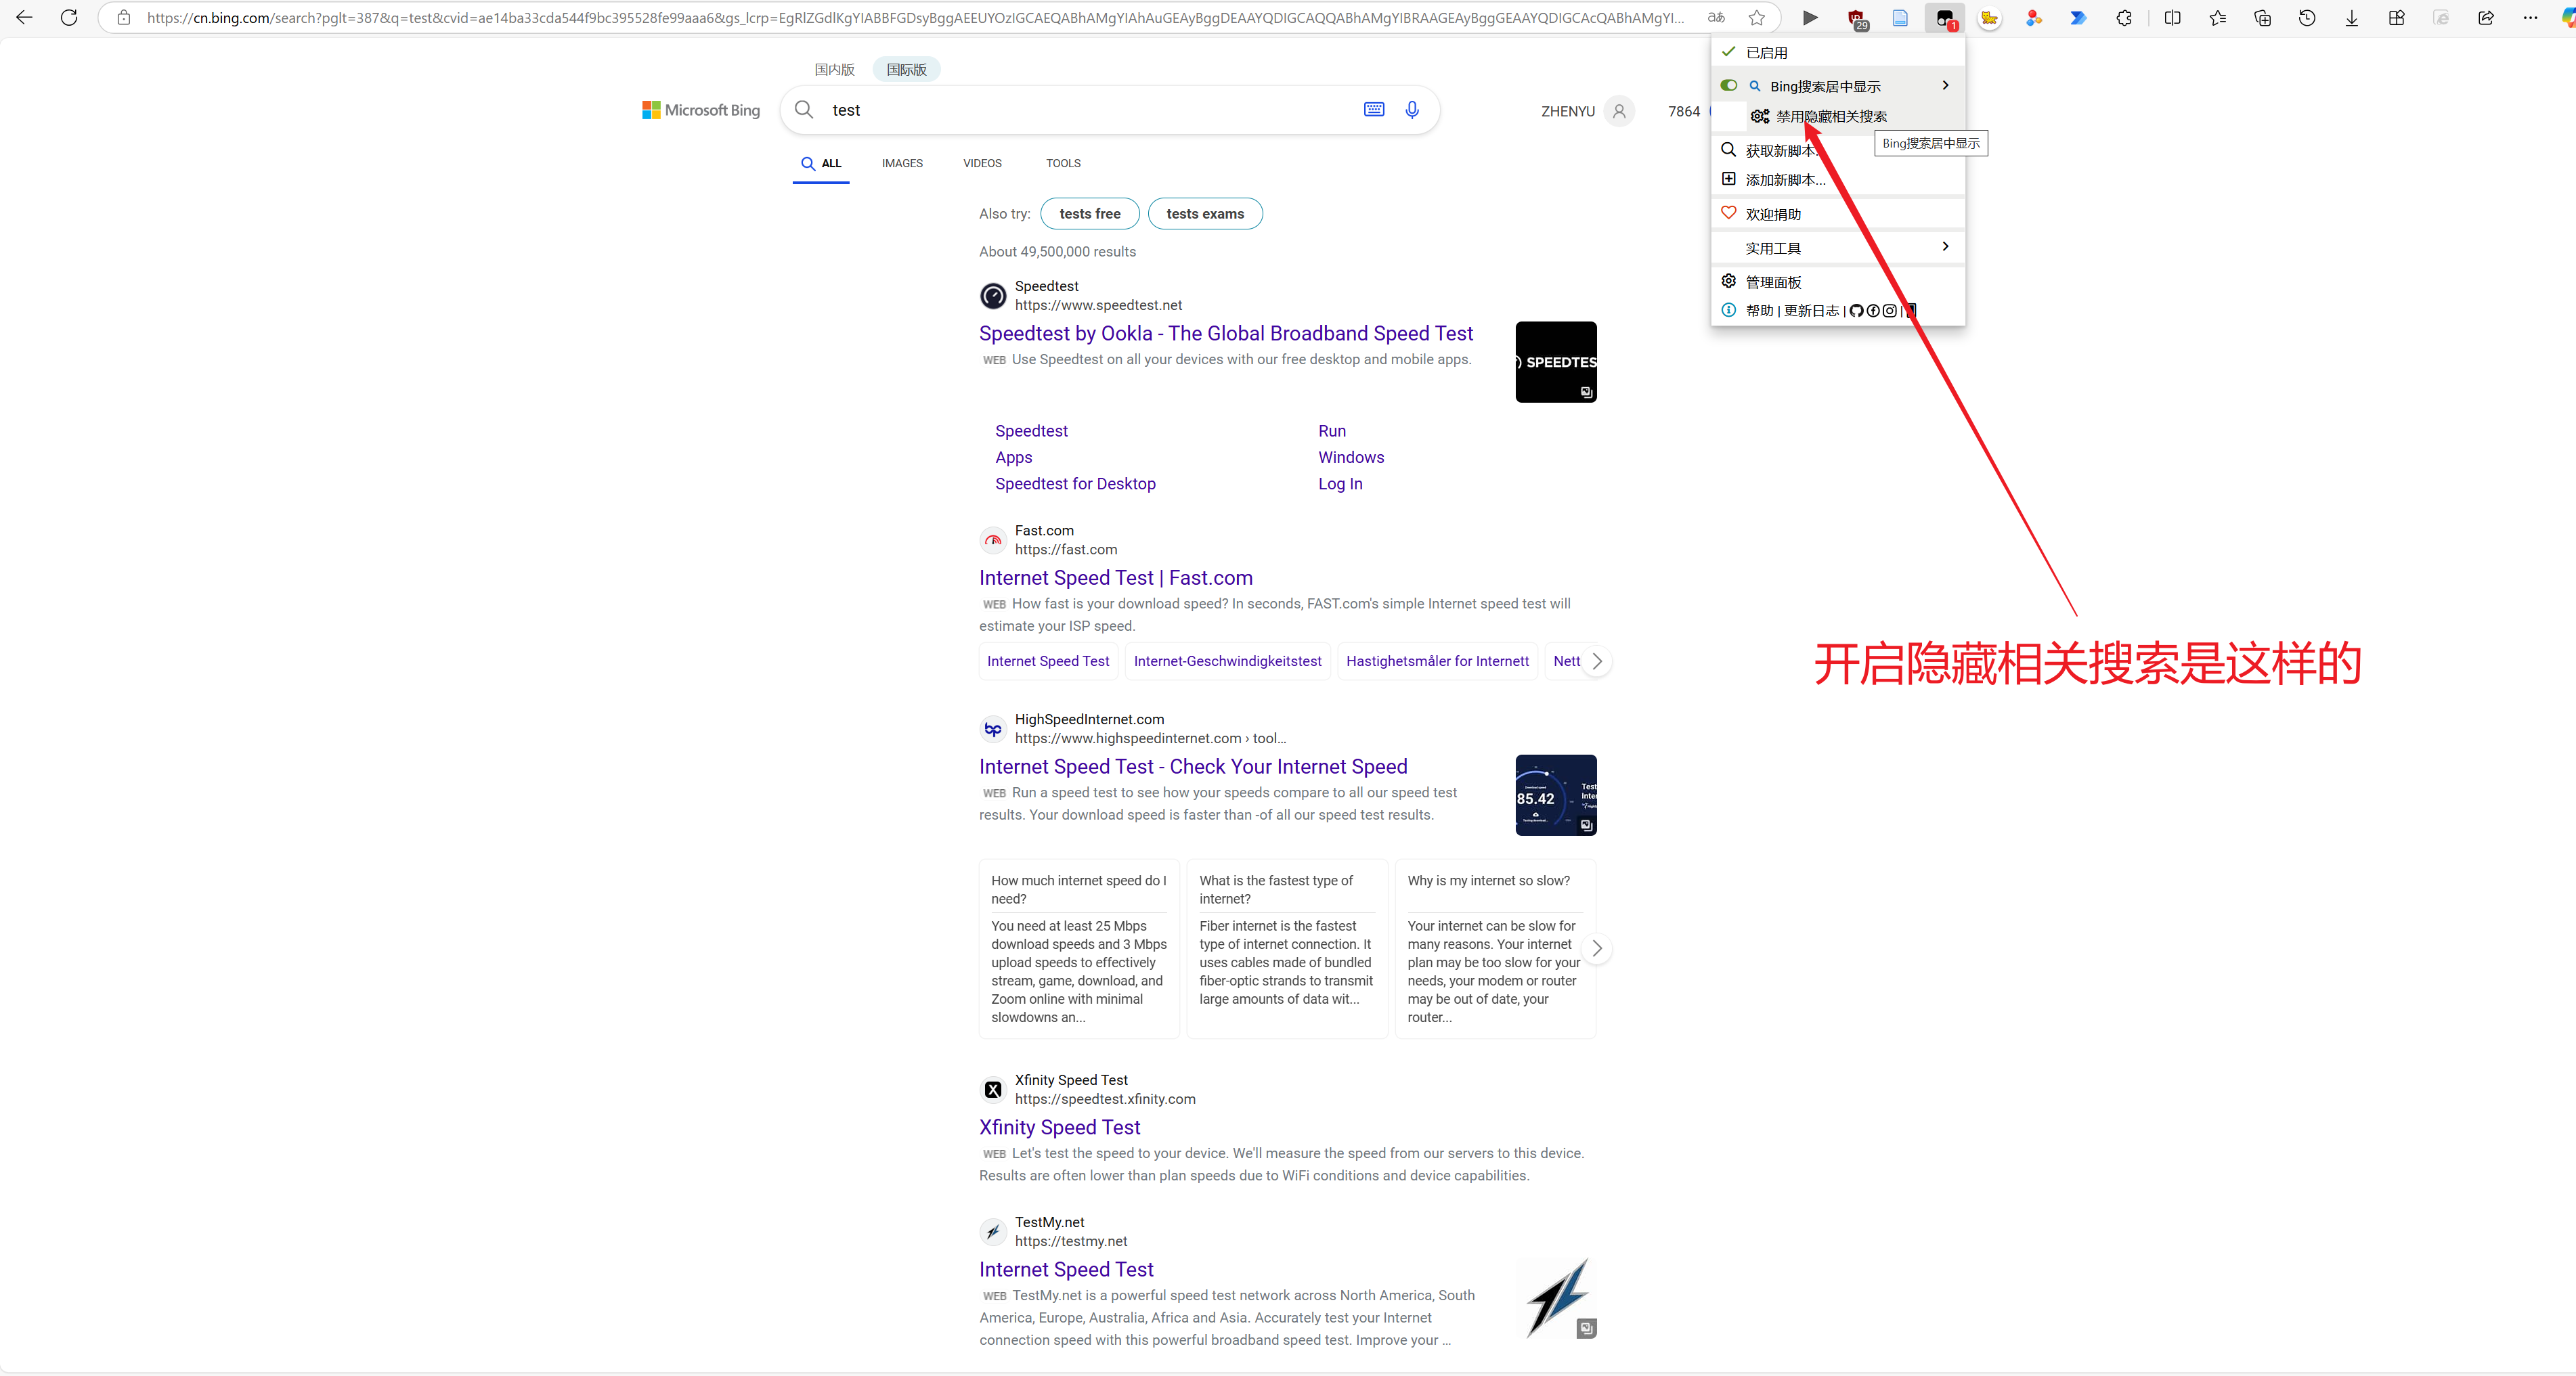 https://cn.bing.com/search?pglt=387&q=test&cvid=ae14ba33cda544f9bc395528fe99aaa6&gs_lcrp=EgRlZGdlKgYIABBFGDsyBggAEEUYOzIGCAEQABhAMgYIAhAuGEAyBggDEAAYQDIGCAQQABhAMgYIBRAAGEAyBggGEAAYQDIGCAcQABhAMgYI...
29
1
已启用
Bing搜索居中显示
禁用隐藏相关搜索
Bing搜索居中显示
获取新脚本...
添加新脚本...
欢迎捐助
实用工具
管理面板
帮助 | 更新日志 |
国内版 国际版
Microsoft Bing
test
ZHENYU
7864
ALL IMAGES VIDEOS TOOLS
Also try: tests free tests exams
About 49,500,000 results
Speedtest
https://www.speedtest.net
Speedtest by Ookla - The Global Broadband Speed Test
WEB Use Speedtest on all your devices with our free desktop and mobile apps.
SPEEDTES
Speedtest Run
Apps Windows
Speedtest for Desktop Log In
Fast.com
https://fast.com
Internet Speed Test | Fast.com
WEB How fast is your download speed? In seconds, FAST.com's simple Internet speed test will
estimate your ISP speed.
Internet Speed Test Internet-Geschwindigkeitstest Hastighetsmåler for Internett Nett
开启隐藏相关搜索是这样的
HighSpeedInternet.com
https://www.highspeedinternet.com › tool...
Internet Speed Test - Check Your Internet Speed
WEB Run a speed test to see how your speeds compare to all our speed test
results. Your download speed is faster than -of all our speed test results.
85.42
Test
Inte
How much internet speed do I
need?
You need at least 25 Mbps
download speeds and 3 Mbps
upload speeds to effectively
stream, game, download, and
Zoom online with minimal
slowdowns an...
What is the fastest type of
internet?
Fiber internet is the fastest
type of internet connection. It
uses cables made of bundled
fiber-optic strands to transmit
large amounts of data wit...
Why is my internet so slow?
Your internet can be slow for
many reasons. Your internet
plan may be too slow for your
needs, your modem or router
may be out of date, your
router...
Xfinity Speed Test
https://speedtest.xfinity.com
Xfinity Speed Test
WEB Let's test the speed to your device. We'll measure the speed from our servers to this device.
Results are often lower than plan speeds due to WiFi conditions and device capabilities.
TestMy.net
https://testmy.net
Internet Speed Test
WEB TestMy.net is a powerful speed test network across North America, South
America, Europe, Australia, Africa and Asia. Accurately test your Internet
connection speed with this powerful broadband speed test. Improve your ...